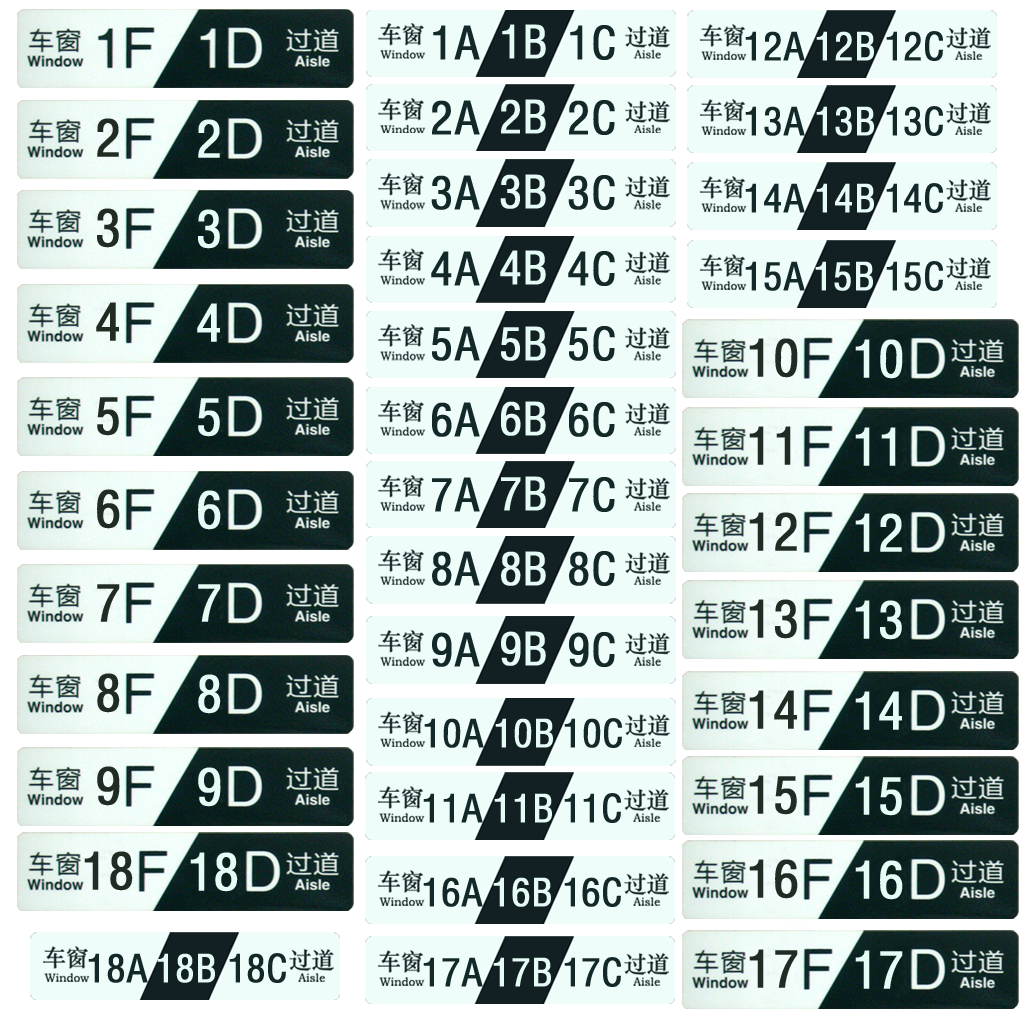 车窗 Window 1F 1D 过道 Aisle
车窗 Window 2F 2D 过道 Aisle
车窗 Window 3F 3D 过道 Aisle
车窗 Window 4F 4D 过道 Aisle
车窗 Window 5F 5D 过道 Aisle
车窗 Window 6F 6D 过道 Aisle
车窗 Window 7F 7D 过道 Aisle
车窗 Window 8F 8D 过道 Aisle
车窗 Window 9F 9D 过道 Aisle
车窗 Window 18F 18D 过道 Aisle
车窗 Window 18A 18B 18C 过道 Aisle
车窗 Window 1A 1B 1C 过道 Aisle
车窗 Window 2A 2B 2C 过道 Aisle
车窗 Window 3A 3B 3C 过道 Aisle
车窗 Window 4A 4B 4C 过道 Aisle
车窗 Window 5A 5B 5C 过道 Aisle
车窗 Window 6A 6B 6C 过道 Aisle
车窗 Window 7A 7B 7C 过道 Aisle
车窗 Window 8A 8B 8C 过道 Aisle
车窗 Window 9A 9B 9C 过道 Aisle
车窗 Window 10A 10B 10C 过道 Aisle
车窗 Window 11A 11B 11C 过道 Aisle
车窗 Window 16A 16B 16C 过道 Aisle
车窗 Window 17A 17B 17C 过道 Aisle
车窗 Window 12A 12B 12C 过道 Aisle
车窗 Window 13A 13B 13C 过道 Aisle
车窗 Window 14A 14B 14C 过道 Aisle
车窗 Window 15A 15B 15C 过道 Aisle
车窗 Window 10F 10D 过道 Aisle
车窗 Window 11F 11D 过道 Aisle
车窗 Window 12F 12D 过道 Aisle
车窗 Window 13F 13D 过道 Aisle
车窗 Window 14F 14D 过道 Aisle
车窗 Window 15F 15D 过道 Aisle
车窗 Window 16F 16D 过道 Aisle
车窗 Window 17F 17D 过道 Aisle